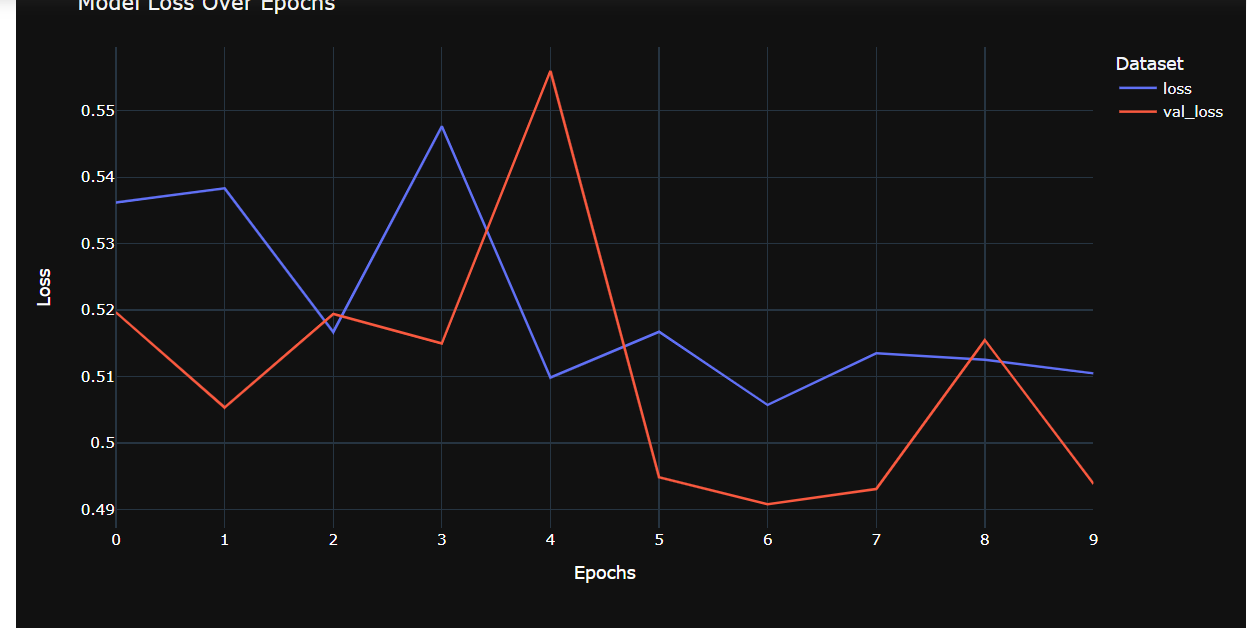 Model Loss Over Epochs
Dataset
loss
val_loss
0.55
0.54
0.53
0.52
0.51
0.5
0.49
Loss
0 1 2 3 4 5 6 7 8 9
Epochs